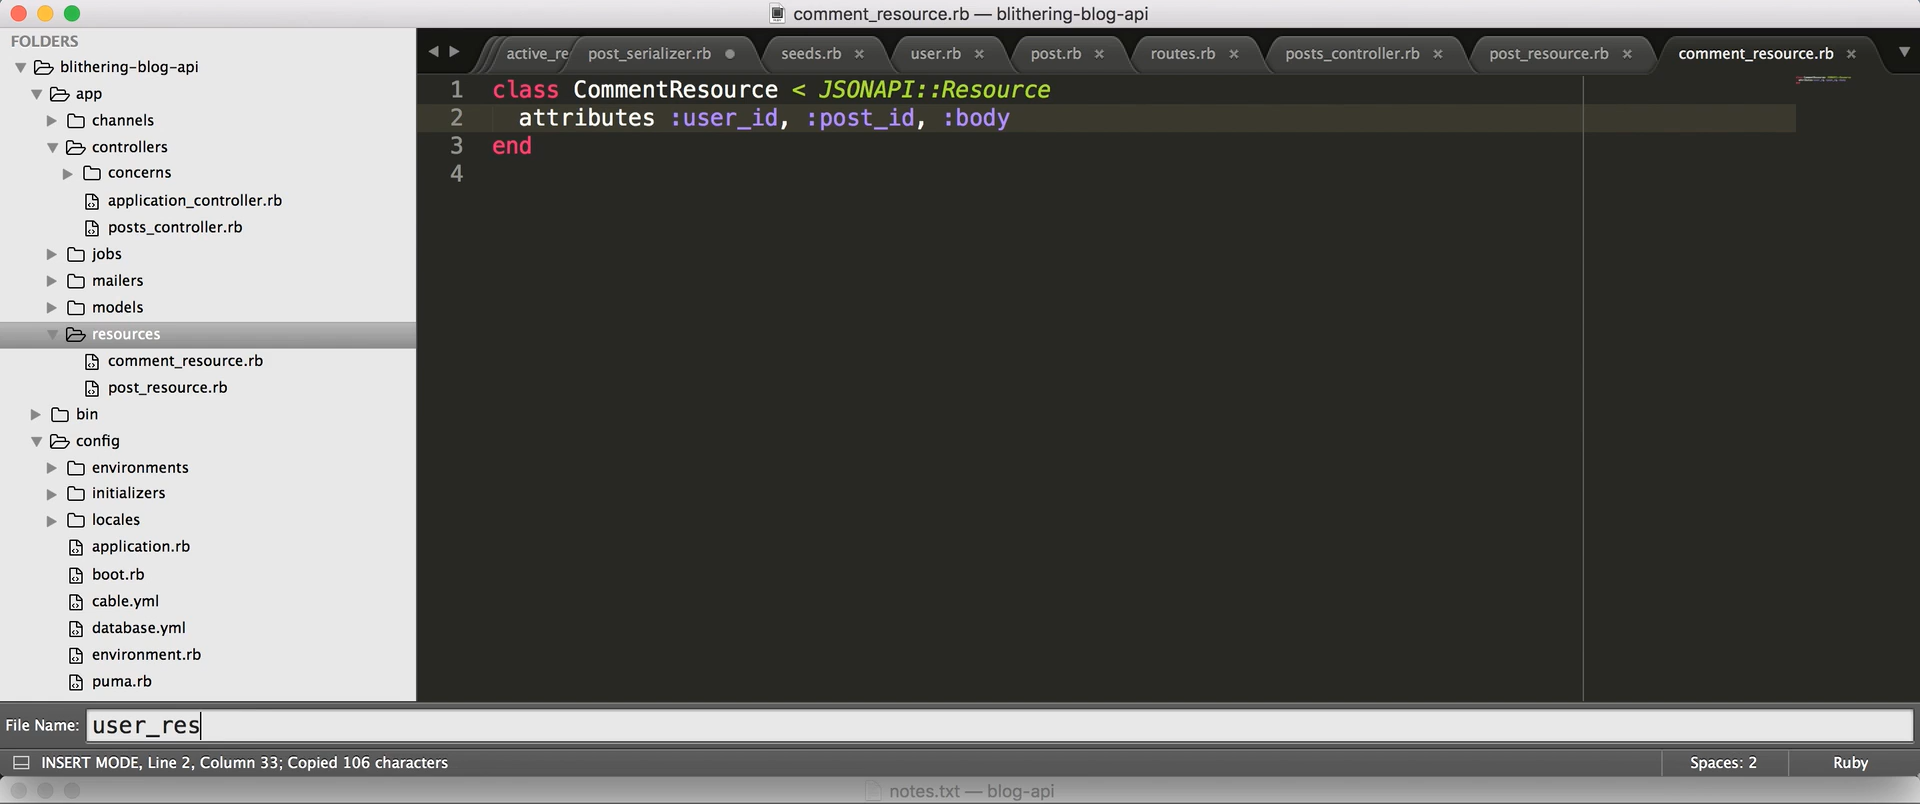 comment_resource.rb — blithering-blog-api
FOLDERS
blithering-blog-api
app
channels
controllers
concerns
application_controller.rb
posts_controller.rb
jobs
mailers
models
resources
comment_resource.rb
post_resource.rb
bin
config
environments
initializers
locales
application.rb
boot.rb
cable.yml
database.yml
environment.rb
puma.rb
active_re post_serializer.rb seeds.rb × user.rb × post.rb × routes.rb × posts_controller.rb × post_resource.rb × comment_resource.rb ×
1 class CommentResource < JSONAPI::Resource
2 attributes :user_id, :post_id, :body
3 end
4
File Name: user_res
INSERT MODE, Line 2, Column 33; Copied 106 characters Spaces: 2 Ruby
notes.txt — blog-api